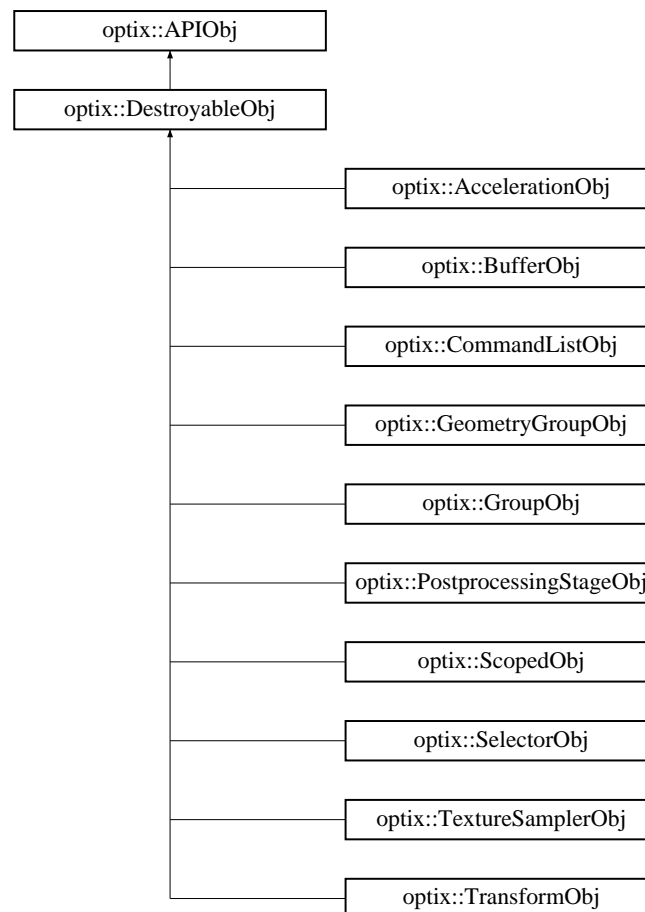 optix::APIObj
optix::DestroyableObj
optix::AccelerationObj
optix::BufferObj
optix::CommandListObj
optix::GeometryGroupObj
optix::GroupObj
optix::PostprocessingStageObj
optix::ScopedObj
optix::SelectorObj
optix::TextureSamplerObj
optix::TransformObj